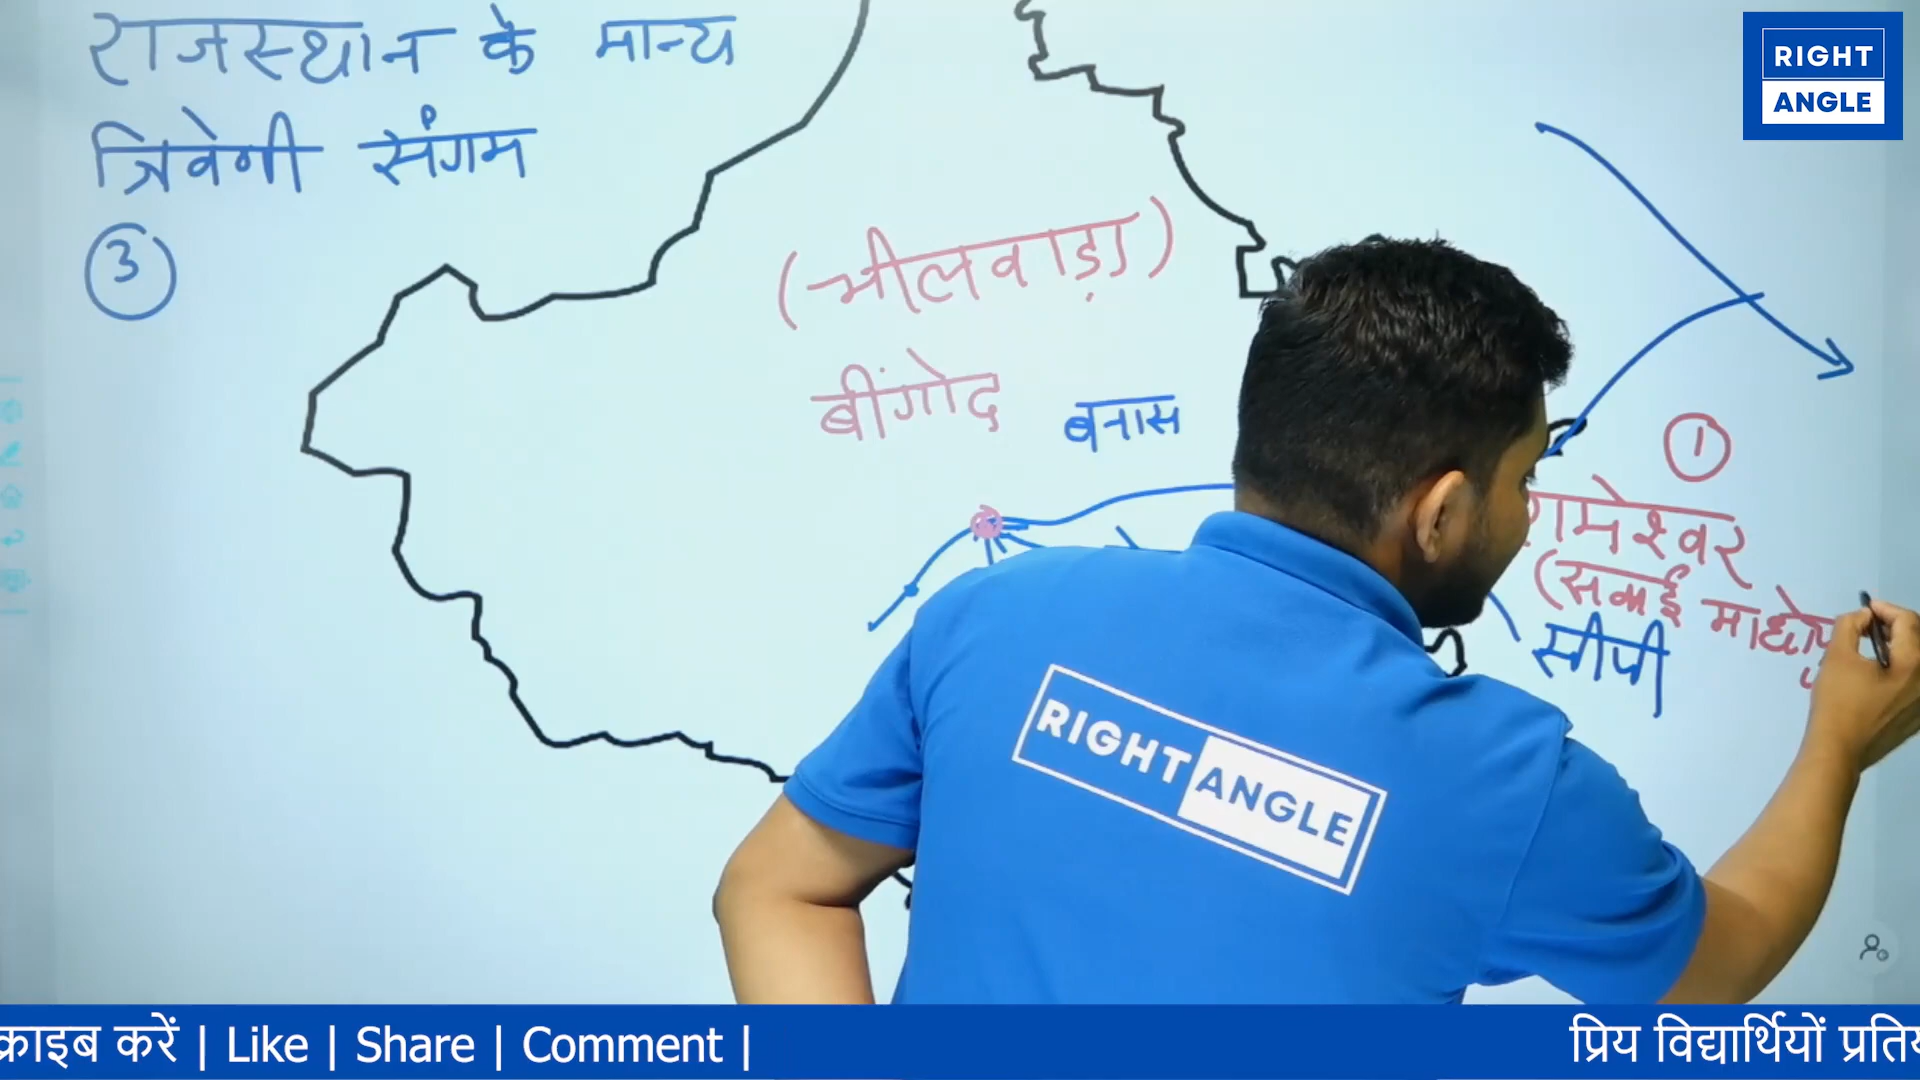 राजस्थान के मान्य
त्रिवेणी संगम
3
(भीलवाड़ा)
बींगोद
बनास
1
रामेश्वर
(सवाई माधोपु
सीपी
RIGHT
ANGLE
RIGHT ANGLE
क्राइब करें | Like | Share | Comment |
प्रिय विद्यार्थियों प्रतिय